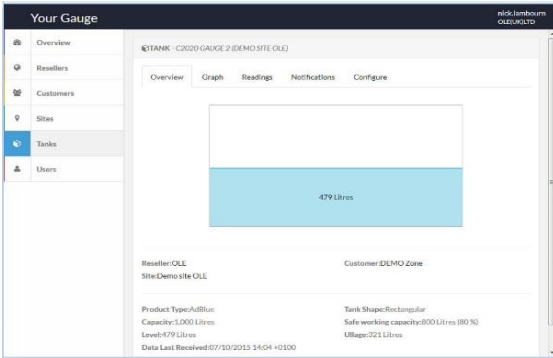 Your Gauge
nick.lambourn
OLE(UK)LTD
Overview
Resellers
Customers
Sites
Tanks
Users
TANK - C2020 GAUGE 2 (DEMO SITE OLE)
Overview Graph Readings Notifications Configure
479 Litres
Reseller:OLE Customer:DEMO Zone
Site:Demo site OLE
Product Type:AdBlue Tank Shape:Rectangular
Capacity:1,000 Litres Safe working capacity:800 Litres (80 %)
Level:479 Litres Ullage:321 Litres
Data Last Received:07/10/2015 14:04 +0100